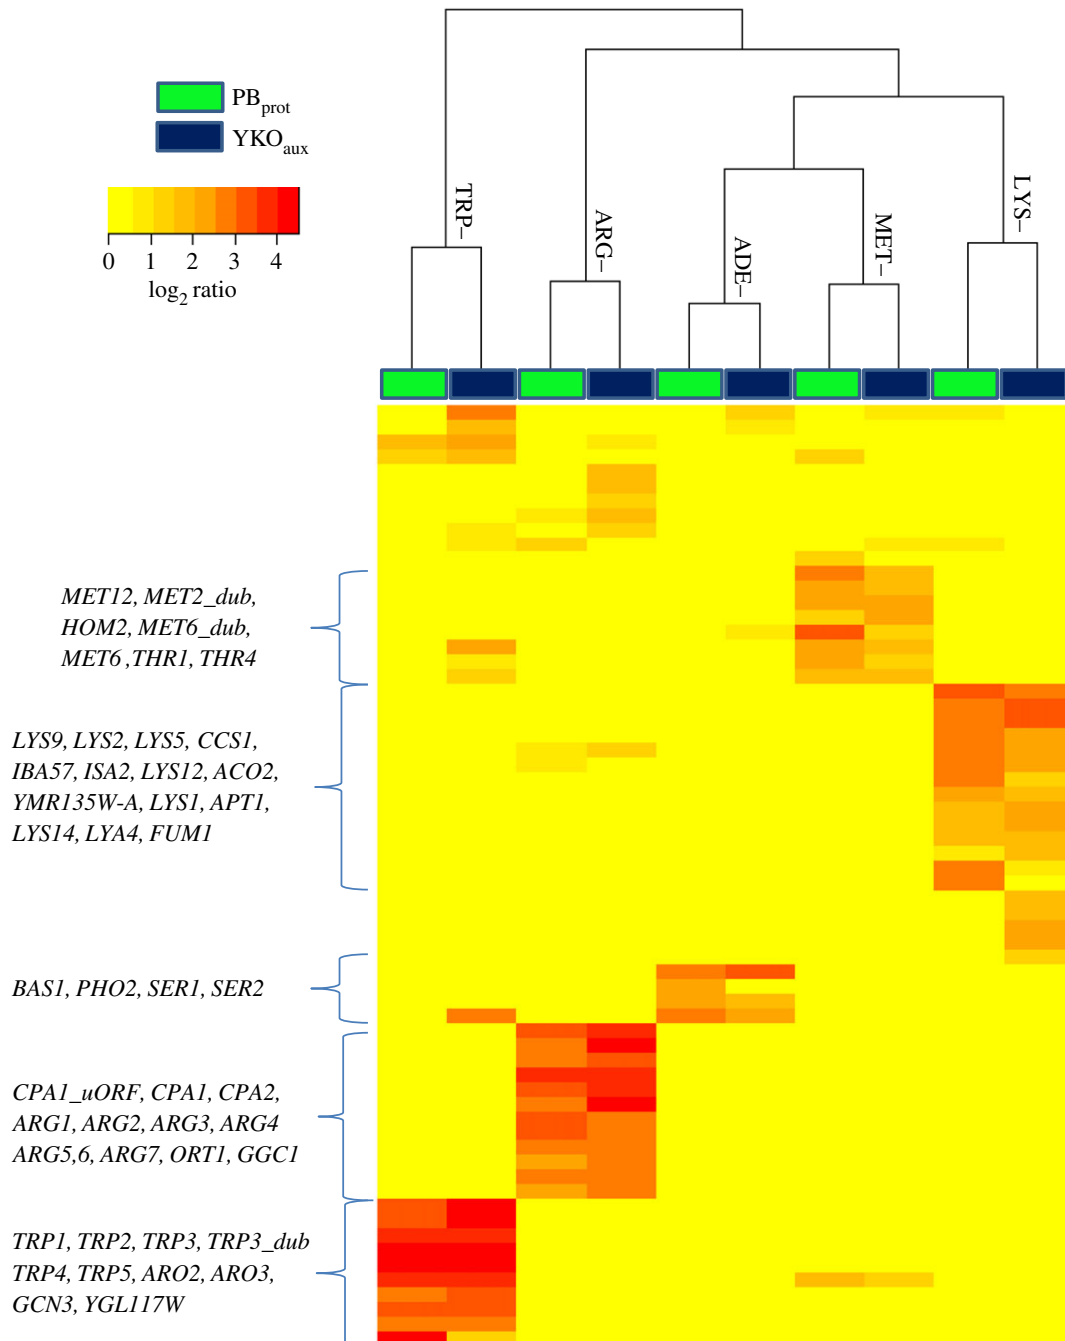 PBprot
YKOaux
0 1 2 3 4
log2 ratio
TRP–
ARG–
ADE–
MET–
LYS–
MET12, MET2_dub,
HOM2, MET6_dub,
MET6 ,THR1, THR4
LYS9, LYS2, LYS5, CCS1,
IBA57, ISA2, LYS12, ACO2,
YMR135W-A, LYS1, APT1,
LYS14, LYA4, FUM1
BAS1, PHO2, SER1, SER2
CPA1_uORF, CPA1, CPA2,
ARG1, ARG2, ARG3, ARG4
ARG5,6, ARG7, ORT1, GGC1
TRP1, TRP2, TRP3, TRP3_dub
TRP4, TRP5, ARO2, ARO3,
GCN3, YGL117W